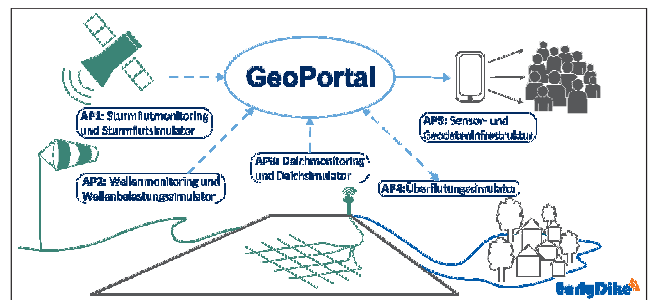 GeoPortal
AP1: Sturmflutmonitoring
und Sturmflutsimulator
AP5: Sensor- und
Geodateninfrastruktur
AP2: Wellenmonitoring und
Wellenbelastungssimulator
AP3: Deichmonitoring
und Deichsimulator
AP4:Überflutungssimulator
EarlyDike